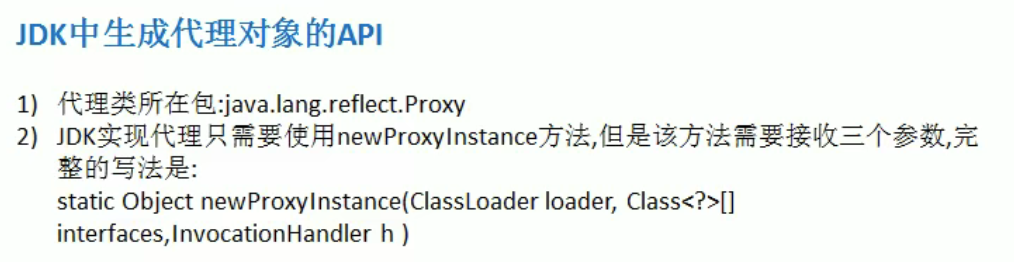 JDK中生成代理对象的API
1) 代理类所在包:java.lang.reflect.Proxy
2) JDK实现代理只需要使用newProxyInstance方法,但是该方法需要接收三个参数,完
整的写法是:
static Object newProxyInstance(ClassLoader loader, Class<?>[]
interfaces,InvocationHandler h )